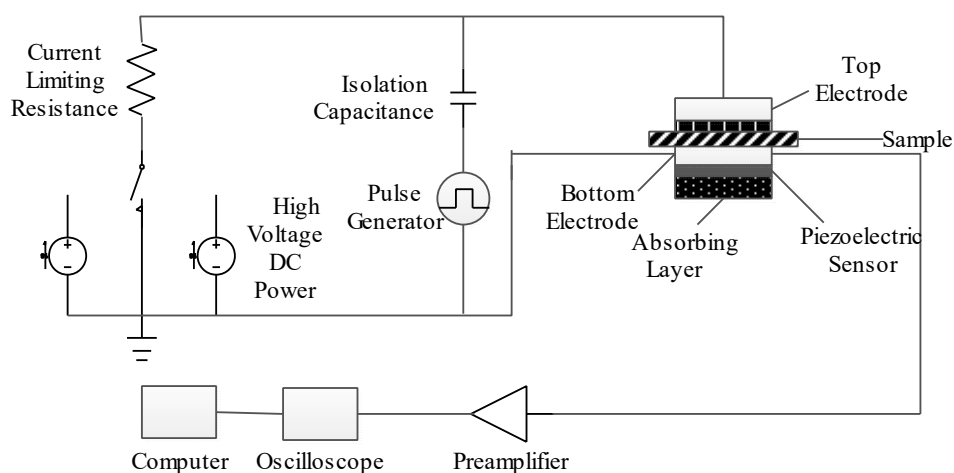 Current
Limiting
Resistance
Isolation
Capacitance
Top
Electrode
Sample
High
Voltage
DC
Power
Pulse
Generator
Bottom
Electrode
Absorbing
Layer
Piezoelectric
Sensor
Computer
Oscilloscope
Preamplifier